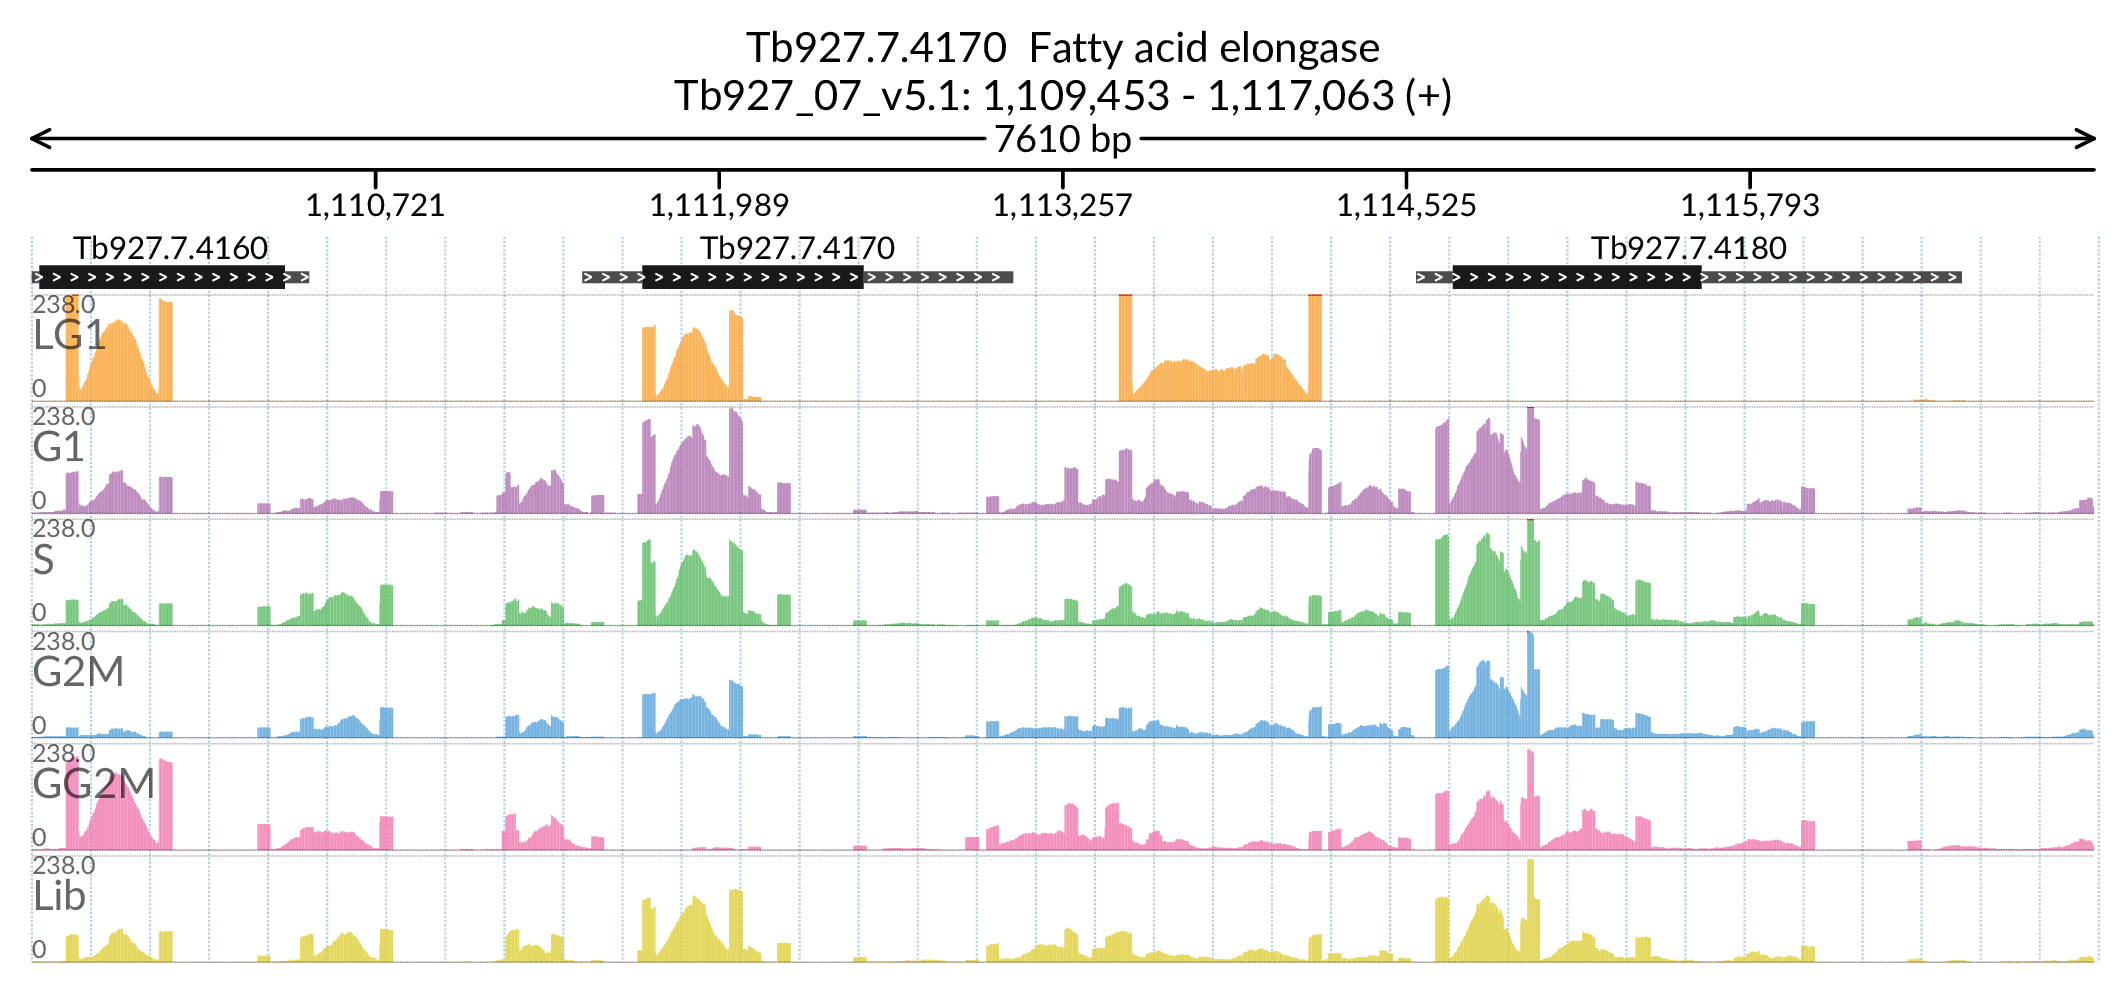 Tb927.7.4170  Fatty acid elongase
Tb927_07_v5.1: 1,109,453 - 1,117,063 (+)
7610 bp
1,110,721 1,111,989 1,113,257 1,114,525 1,115,793
Tb927.7.4160 Tb927.7.4170 Tb927.7.4180
238.0
LG1
0
238.0
G1
0
238.0
S
0
238.0
G2M
0
238.0
GG2M
0
238.0
Lib
0